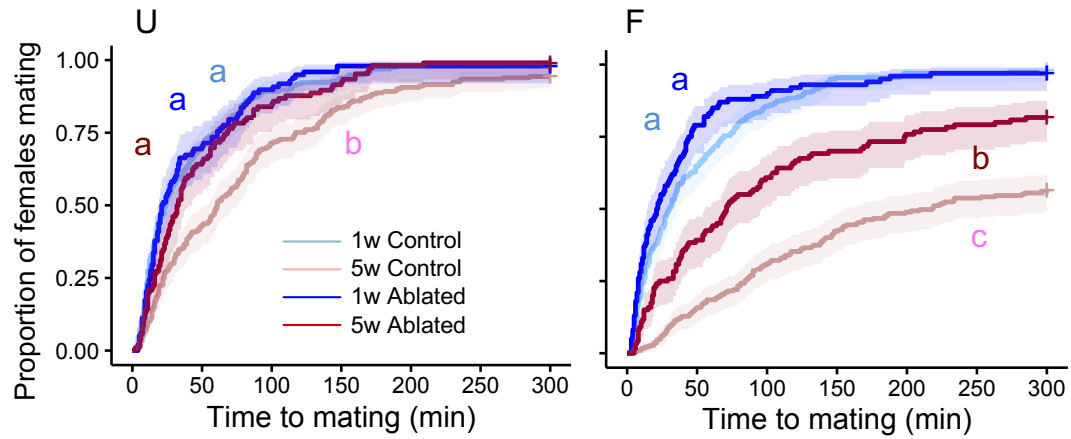 U
F
Proportion of females mating
1.00
0.75
0.50
0.25
0.00
a
a
a
b
1w Control
5w Control
1w Ablated
5w Ablated
0 50 100 150 200 250 300
Time to mating (min)
a
a
b
c
0 50 100 150 200 250 300
Time to mating (min)